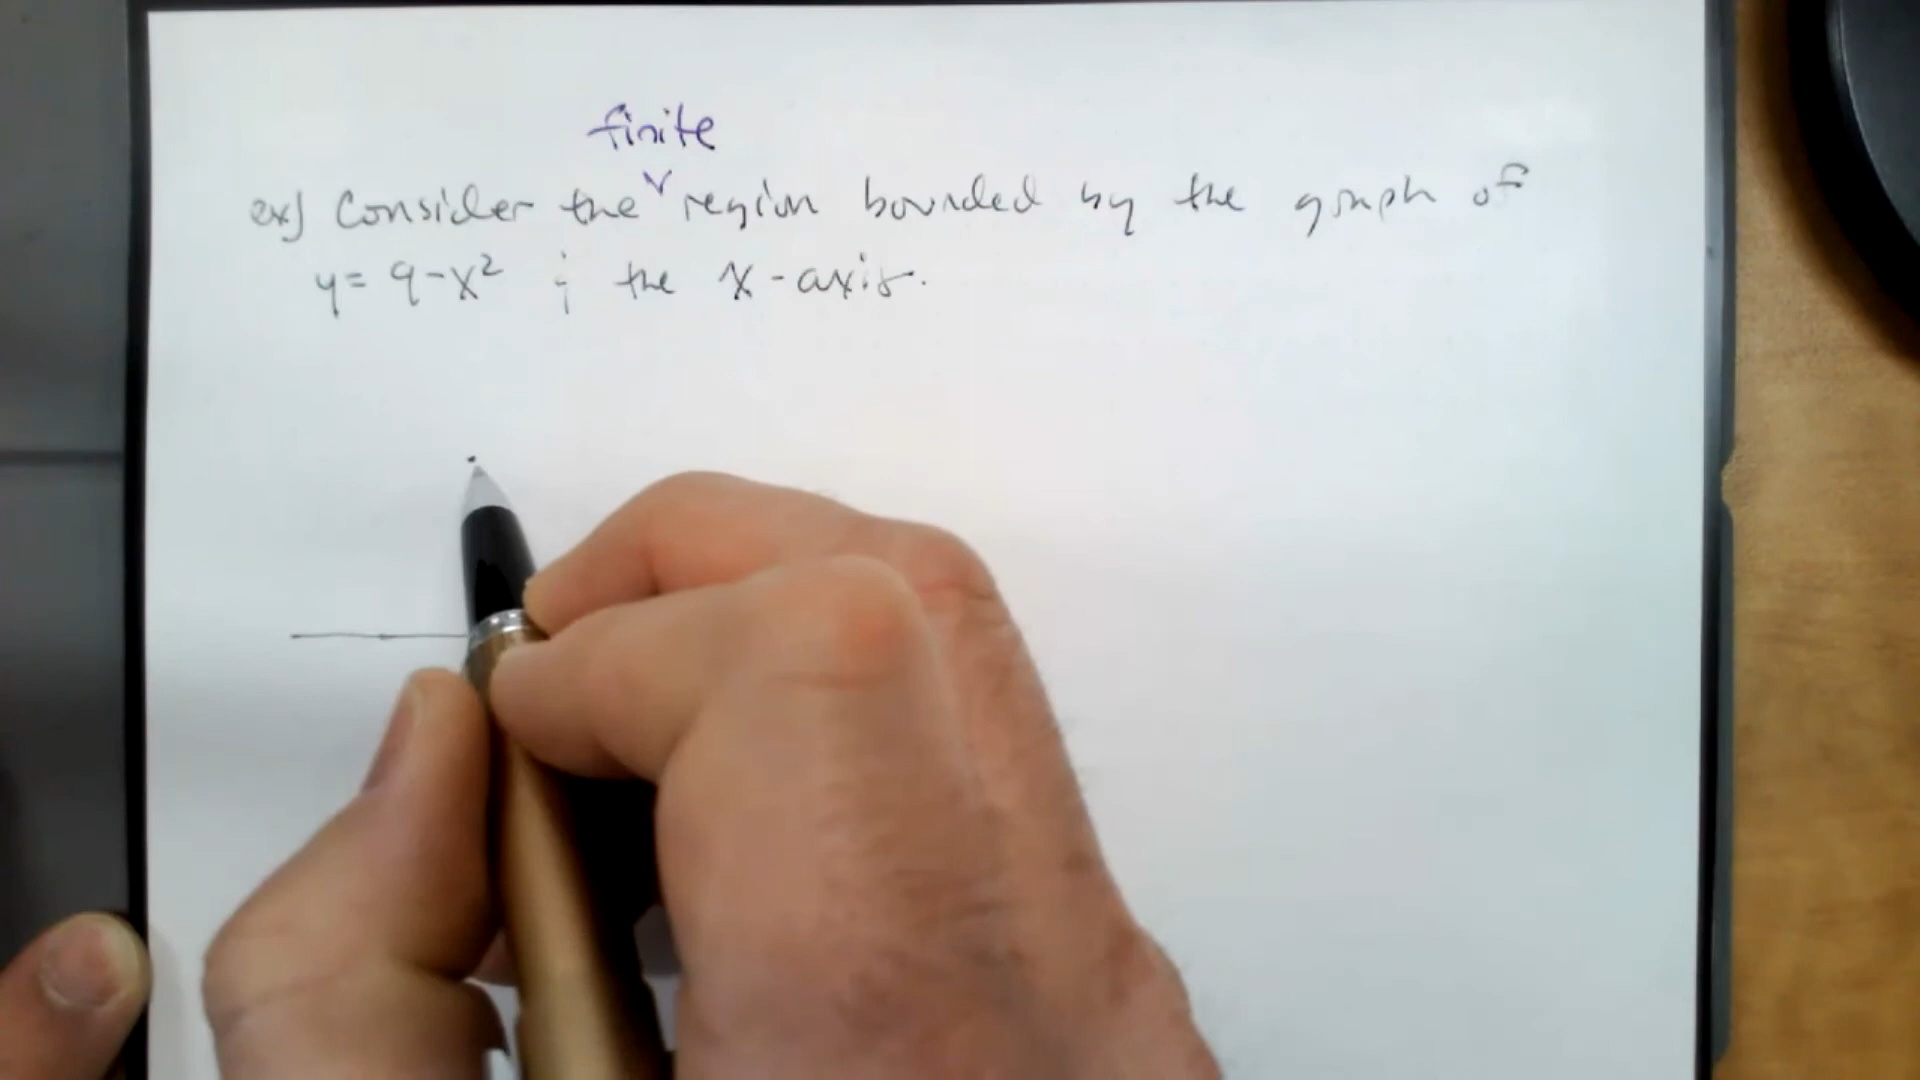 finite
ex) Consider the ˅ region bounded by the graph of
y = 9-x² ; the x-axis.